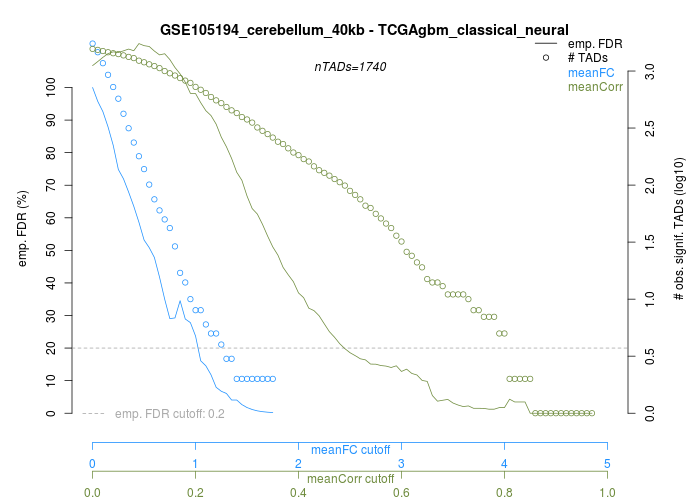 GSE105194_cerebellum_40kb - TCGAgbm_classical_neural
nTADs=1740
emp. FDR
# TADs
meanFC
meanCorr
emp. FDR (%)
0 10 20 30 40 50 60 70 80 90 100
# obs. signif. TADs (log10)
0.0 0.5 1.0 1.5 2.0 2.5 3.0
emp. FDR cutoff: 0.2
meanFC cutoff
0 1 2 3 4 5
meanCorr cutoff
0.0 0.2 0.4 0.6 0.8 1.0